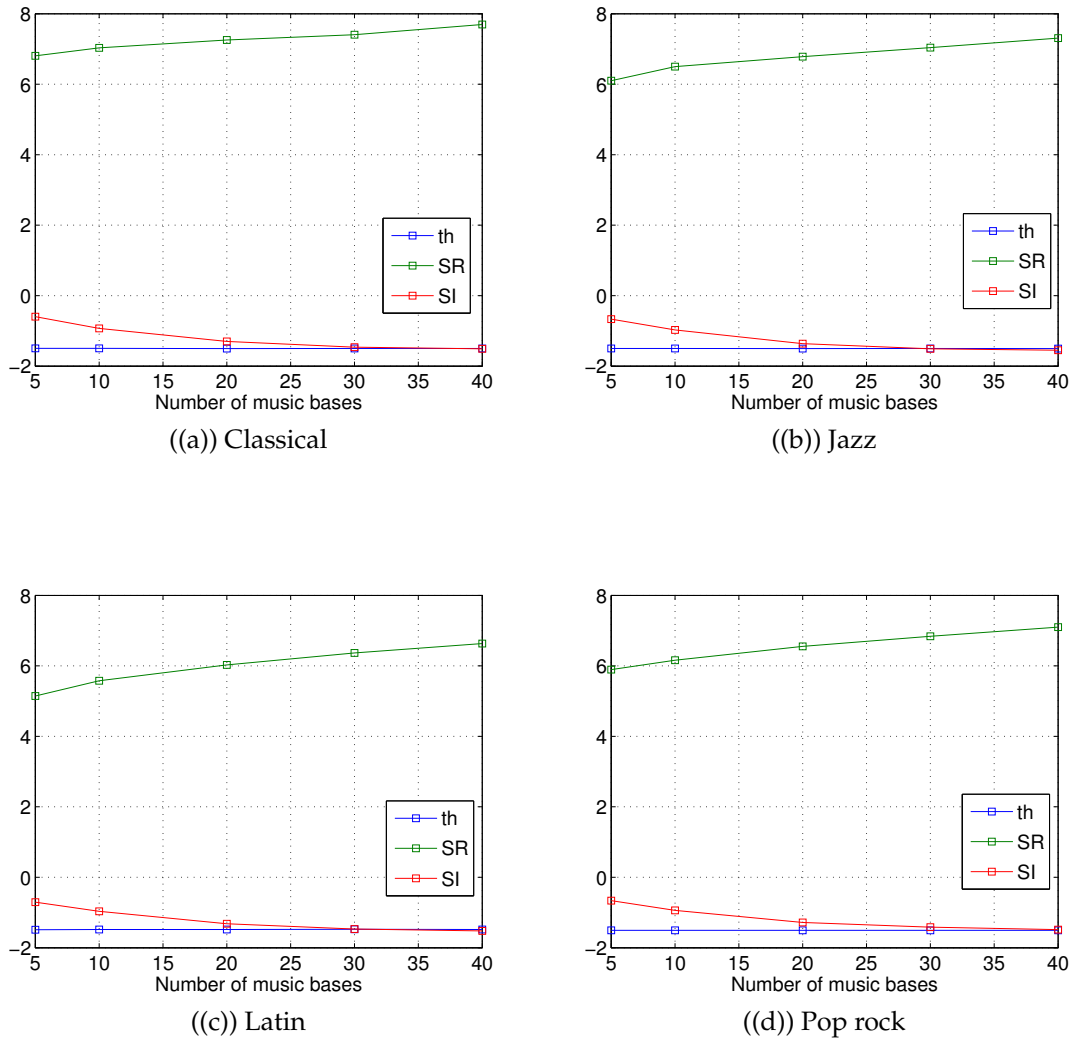 8
6
4
2
0
−2
5 10 15 20 25 30 35 40
Number of music bases
th
SR
SI
((a)) Classical
8
6
4
2
0
−2
5 10 15 20 25 30 35 40
Number of music bases
th
SR
SI
((b)) Jazz
8
6
4
2
0
−2
5 10 15 20 25 30 35 40
Number of music bases
th
SR
SI
((c)) Latin
8
6
4
2
0
−2
5 10 15 20 25 30 35 40
Number of music bases
th
SR
SI
((d)) Pop rock